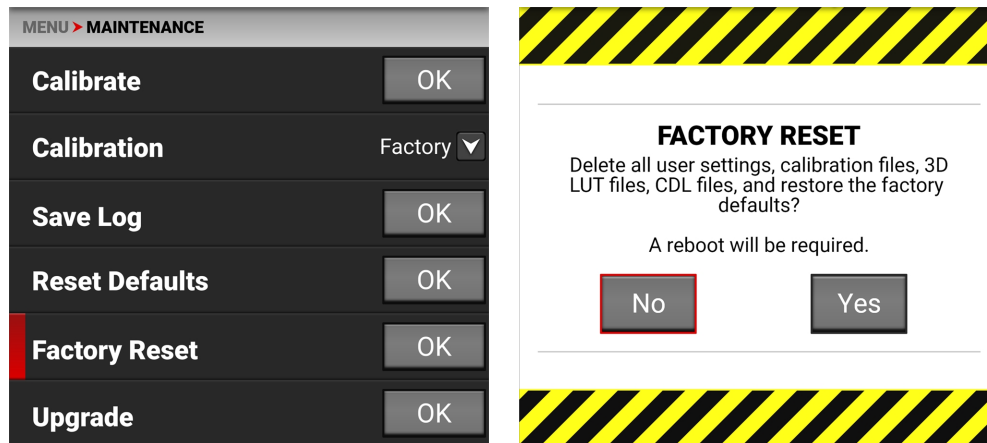 MENU > MAINTENANCE
Calibrate OK
Calibration Factory
Save Log OK
Reset Defaults OK
Factory Reset OK
Upgrade OK
FACTORY RESET
Delete all user settings, calibration files, 3D
LUT files, CDL files, and restore the factory
defaults?
A reboot will be required.
No Yes